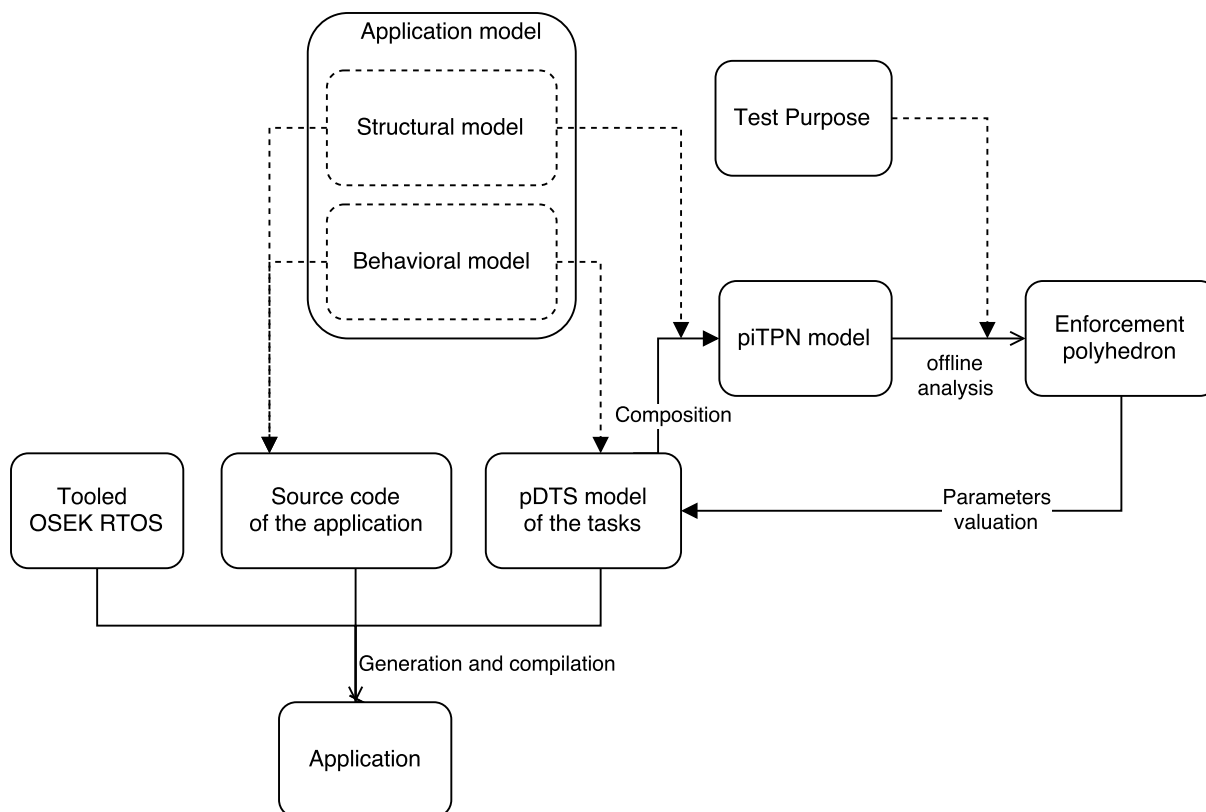 Application model
Structural model
Test Purpose
Behavioral model
piTPN model
Enforcement
polyhedron
offline
analysis
Composition
Tooled
OSEK RTOS
Source code
of the application
pDTS model
of the tasks
Parameters
valuation
Generation and compilation
Application